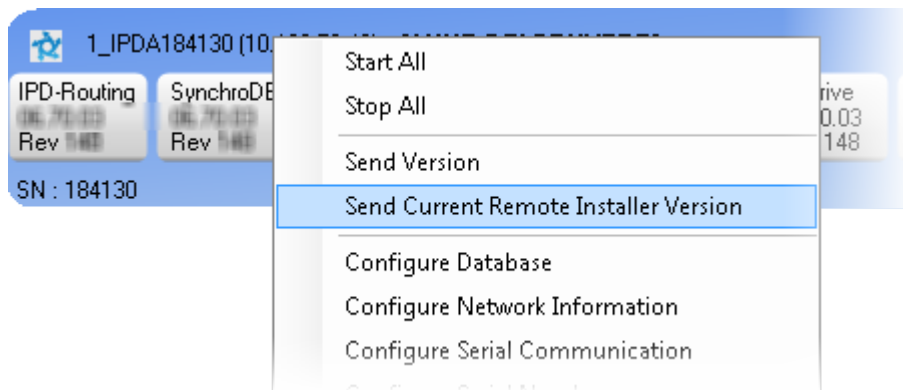 1_IPDA184130 (10.
IPD-Routing
Rev
SynchroDE
Rev
rive
0.03
148
SN : 184130
Start All
Stop All
Send Version
Send Current Remote Installer Version
Configure Database
Configure Network Information
Configure Serial Communication